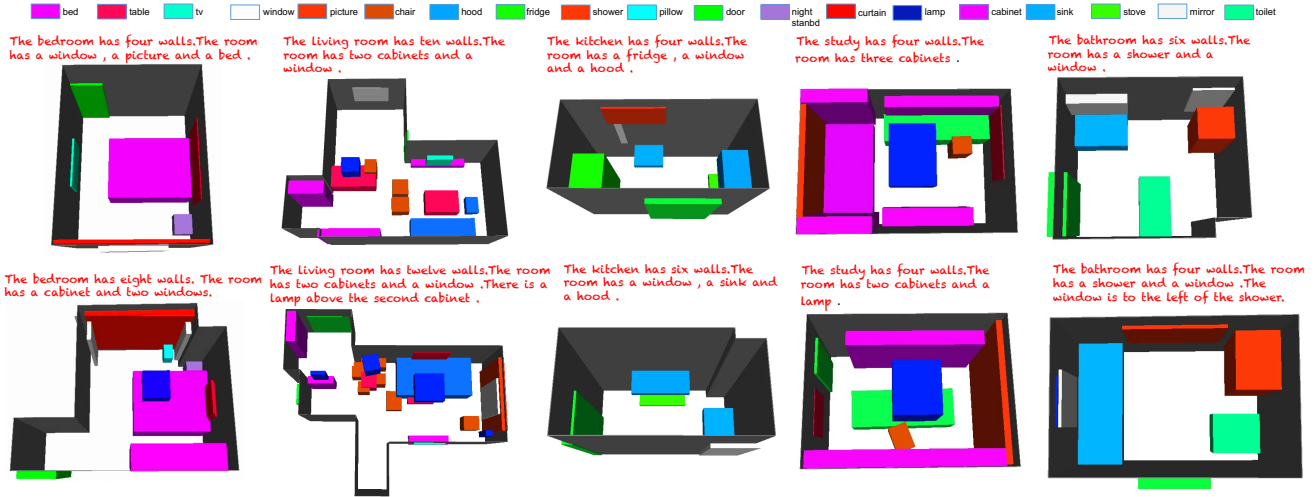 bed table tv window picture chair hood fridge shower pillow door night curtain lamp cabinet sink stove mirror toilet
stanbd
The bedroom has four walls.The room
has a window , a picture and a bed .
The living room has ten walls.The
room has two cabinets and a
window .
The kitchen has four walls.The
room has a fridge , a window
and a hood .
The study has four walls.The
room has three cabinets .
The bathroom has six walls.The
room has a shower and a
window .
The bedroom has eight walls. The room
has a cabinet and two windows.
The living room has twelve walls.The room
has two cabinets and a window .There is a
lamp above the second cabinet .
The kitchen has six walls.The
room has a window , a sink and
a hood .
The study has four walls.The
room has two cabinets and a
lamp .
The bathroom has four walls.The room
has a shower and a window .The
window is to the left of the shower.